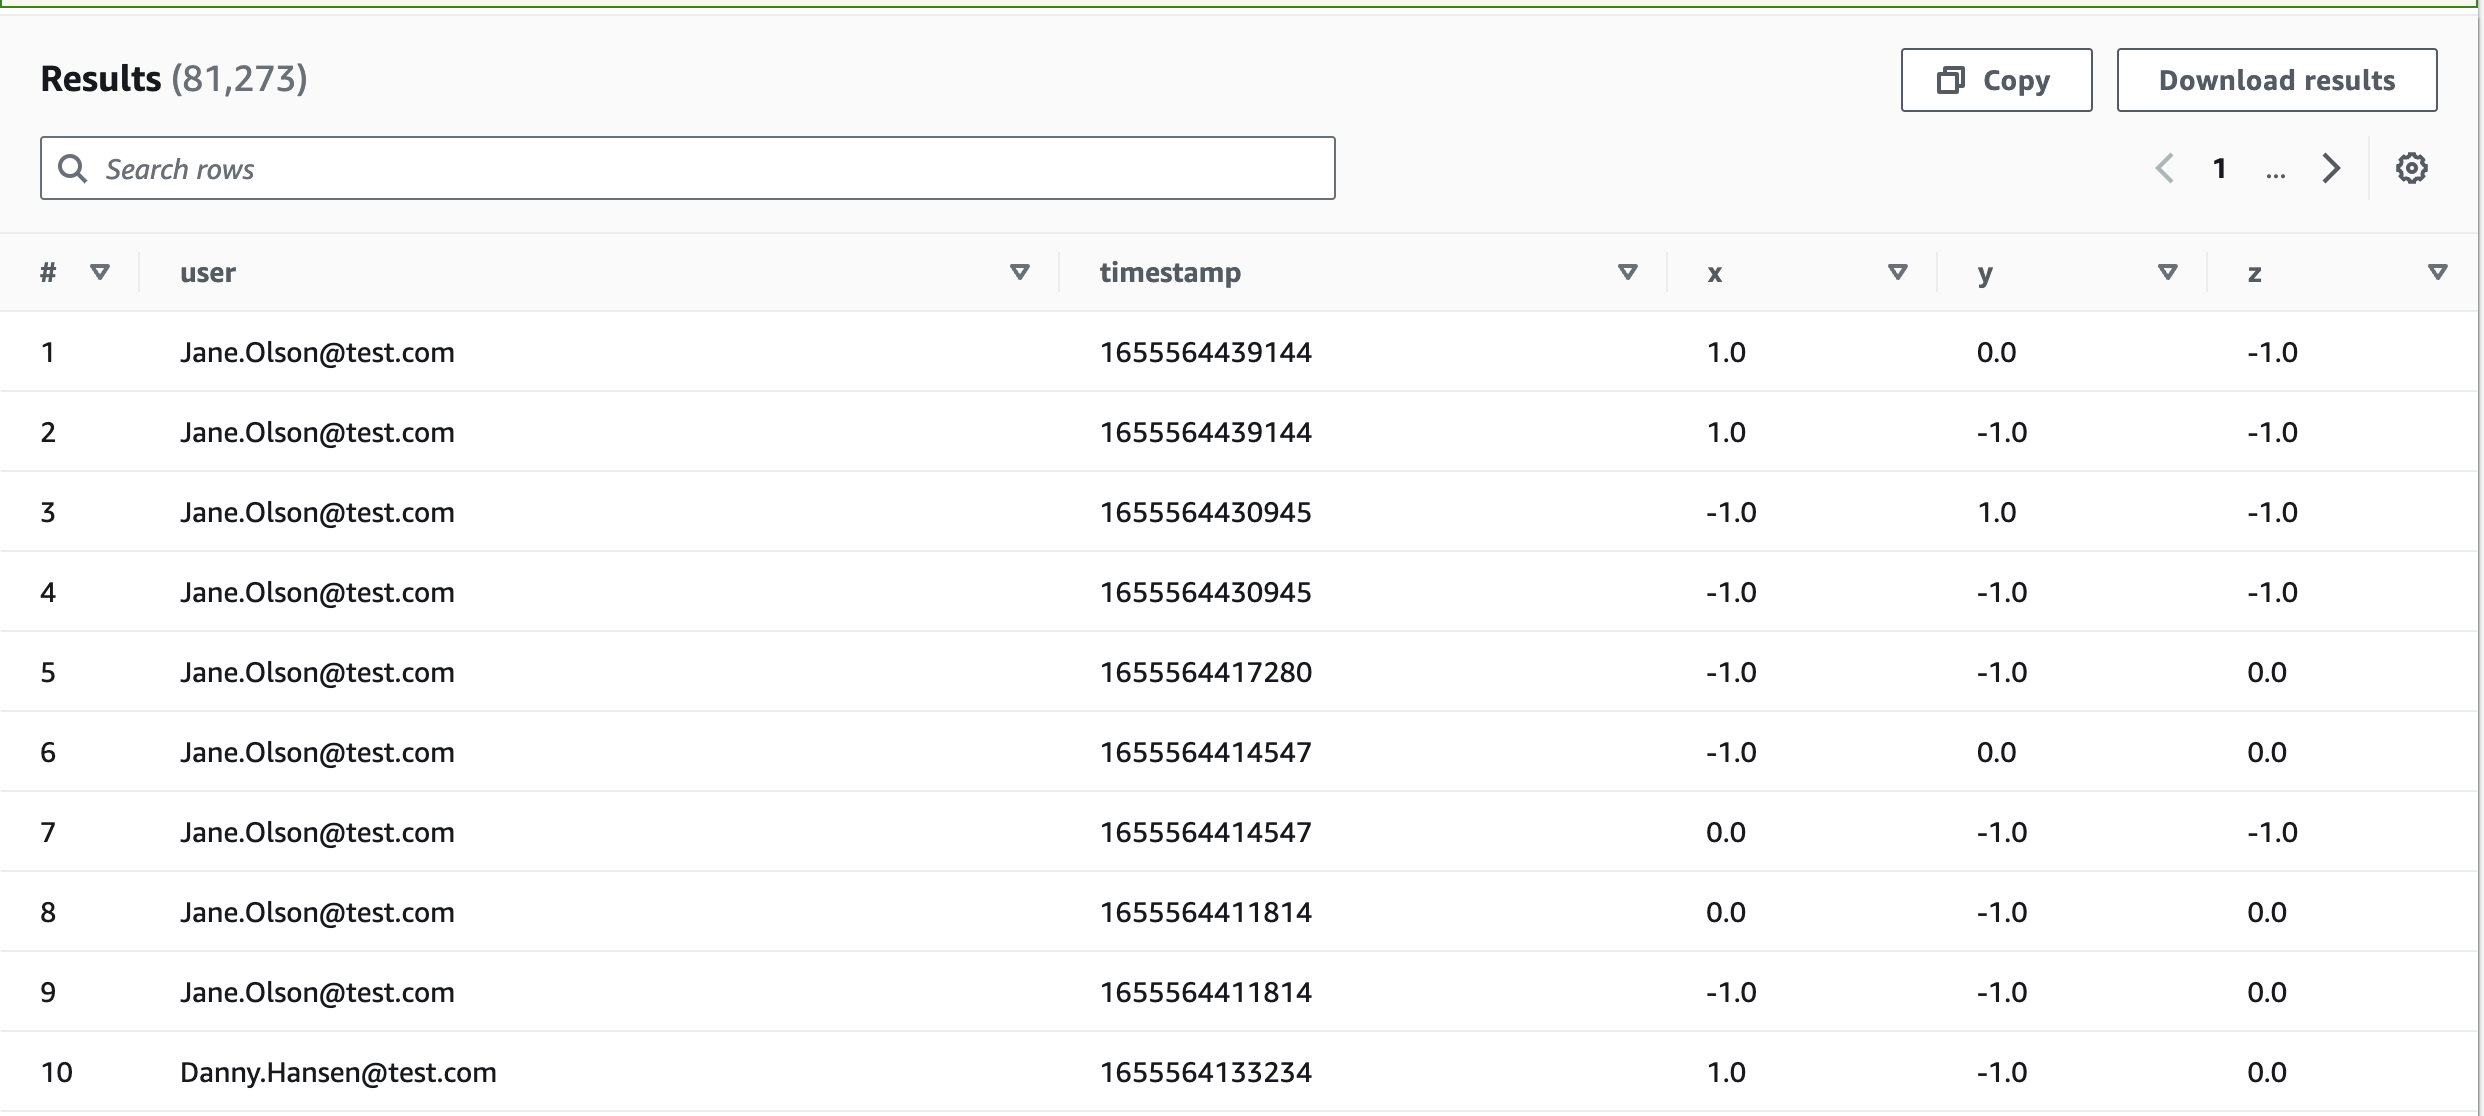 Results (81,273)
Copy
Download results
Search rows
1 ...
# user timestamp x y z
1 Jane.Olson@test.com 1655564439144 1.0 0.0 -1.0
2 Jane.Olson@test.com 1655564439144 1.0 -1.0 -1.0
3 Jane.Olson@test.com 1655564430945 -1.0 1.0 -1.0
4 Jane.Olson@test.com 1655564430945 -1.0 -1.0 -1.0
5 Jane.Olson@test.com 1655564417280 -1.0 -1.0 0.0
6 Jane.Olson@test.com 1655564414547 -1.0 0.0 0.0
7 Jane.Olson@test.com 1655564414547 0.0 -1.0 -1.0
8 Jane.Olson@test.com 1655564411814 0.0 -1.0 0.0
9 Jane.Olson@test.com 1655564411814 -1.0 -1.0 0.0
10 Danny.Hansen@test.com 1655564133234 1.0 -1.0 0.0